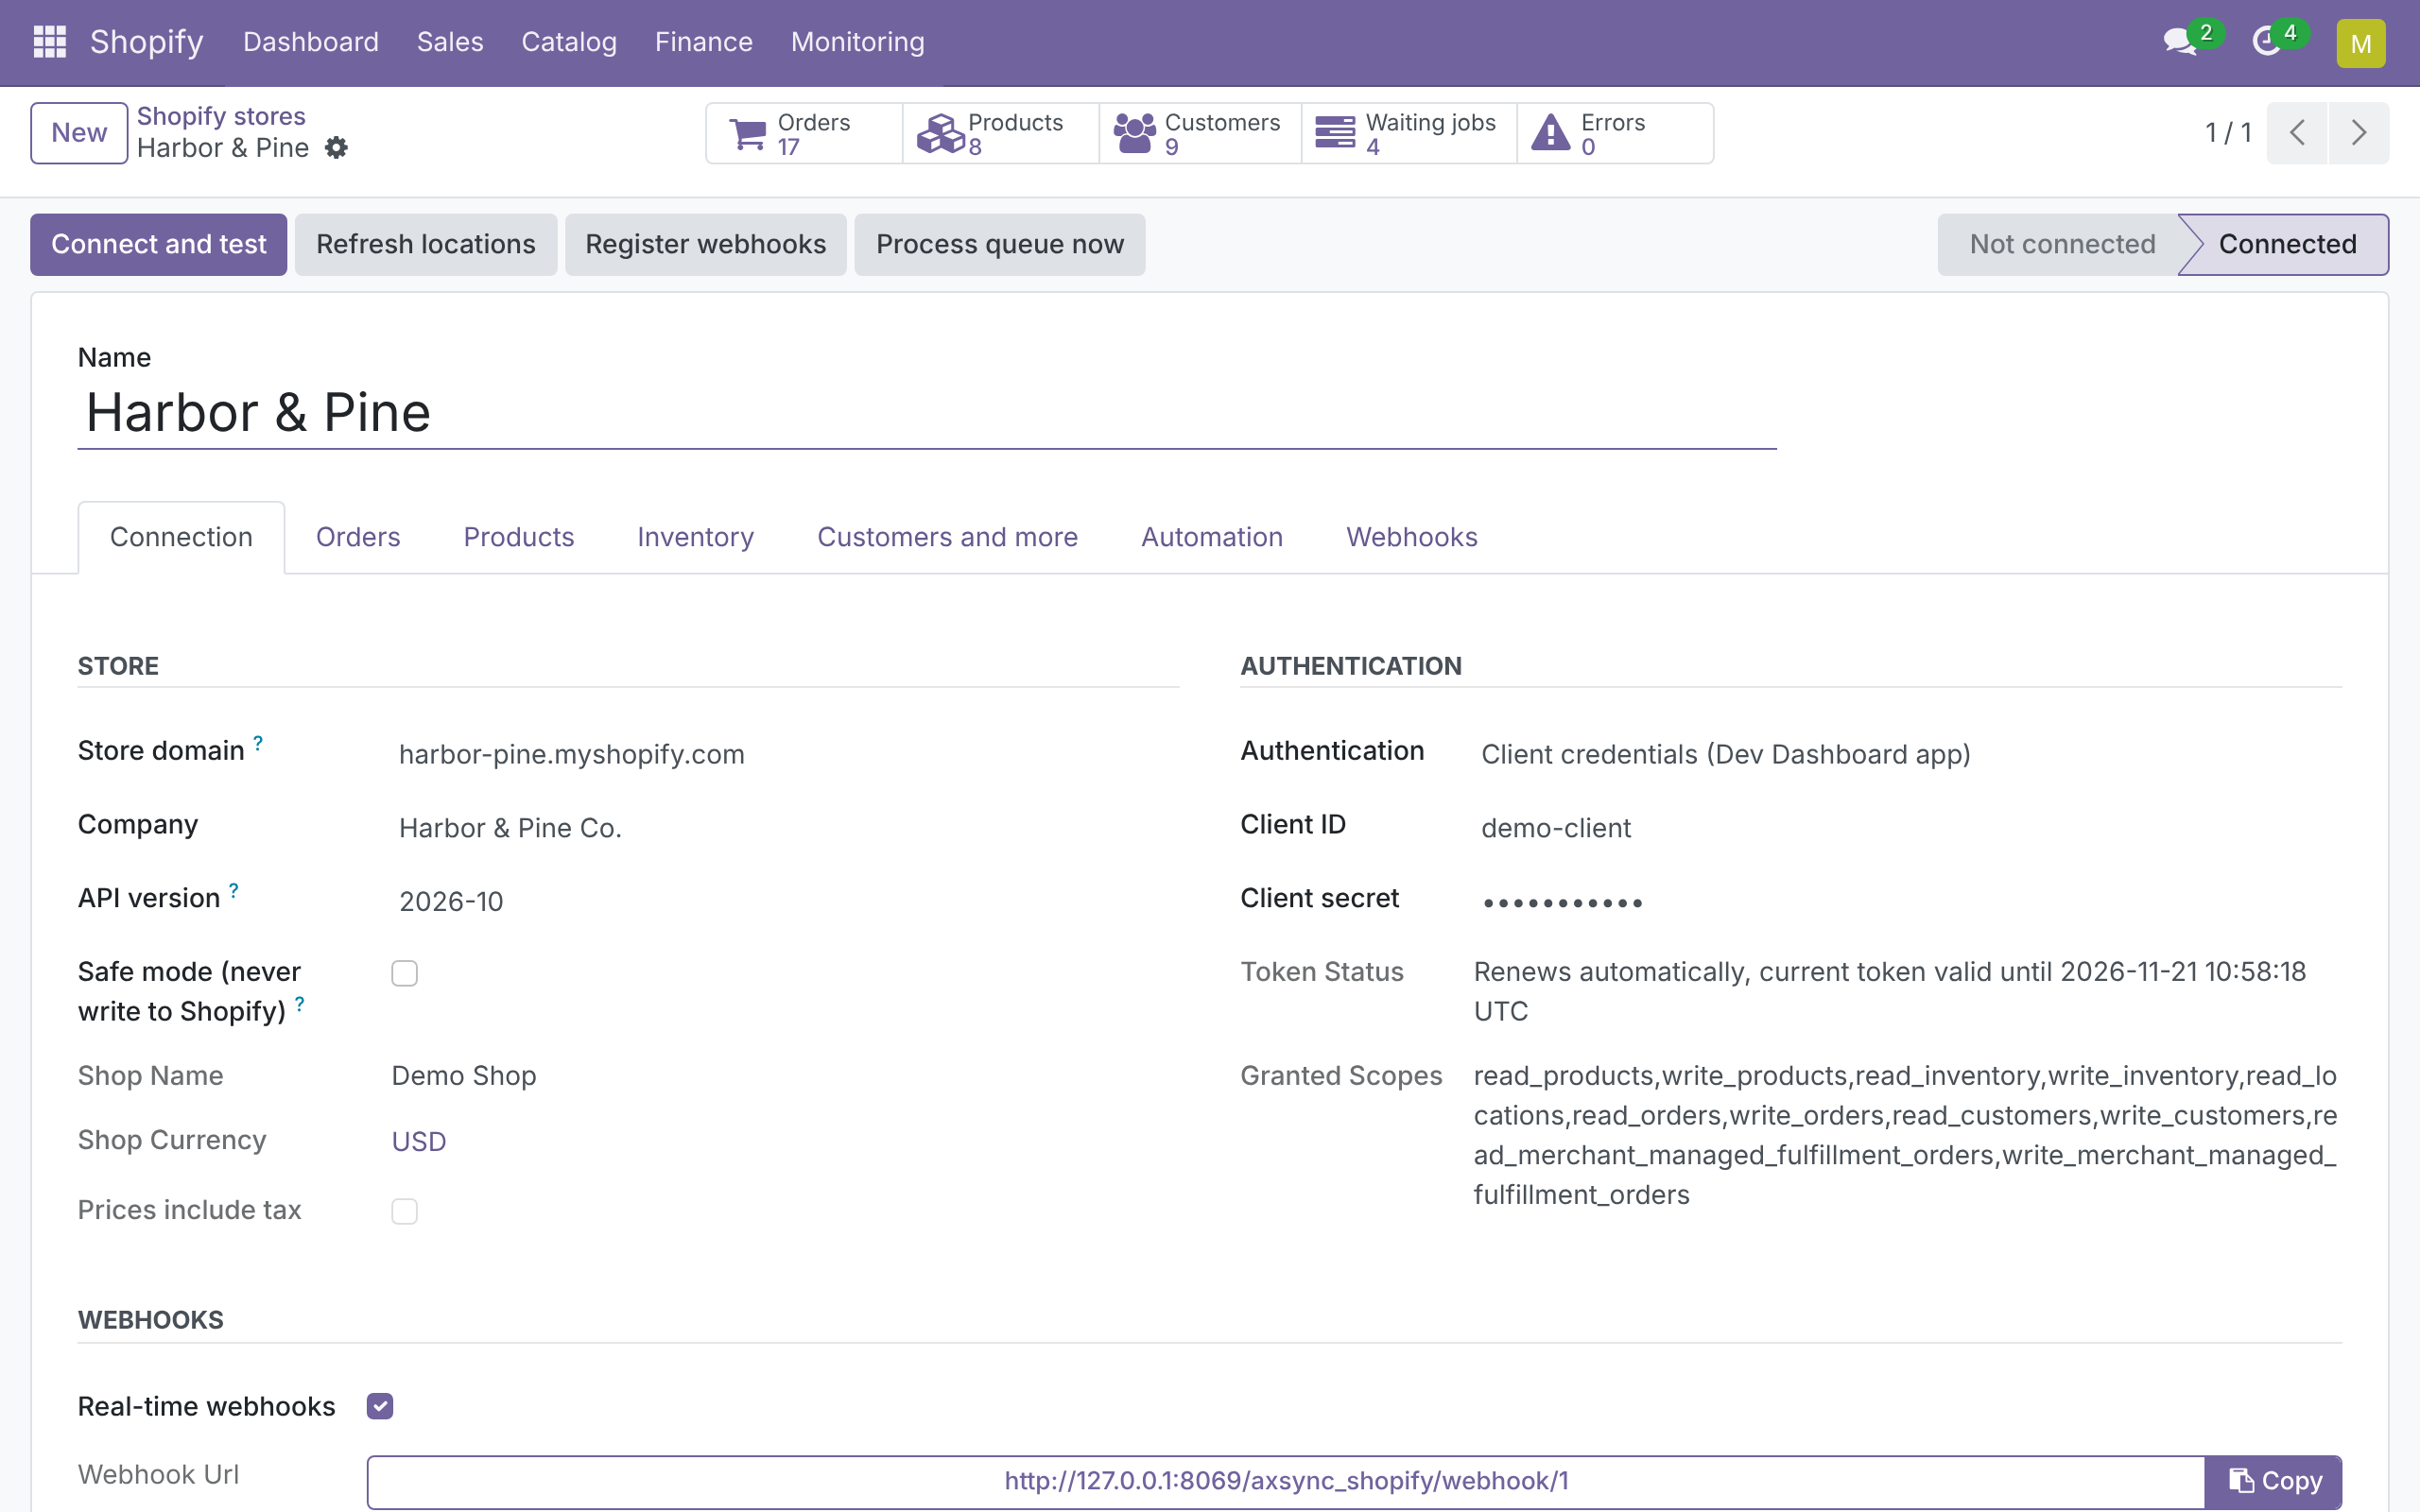 Shopify Dashboard Sales Catalog Finance Monitoring 2 4 M
New
Shopify stores
Harbor & Pine
Orders
17
Products
8
Customers
9
Waiting jobs
4
Errors
0
1 / 1
Connect and test Refresh locations Register webhooks Process queue now Not connected Connected
Name
Harbor & Pine
Connection Orders Products Inventory Customers and more Automation Webhooks
STORE
Store domain ? harbor-pine.myshopify.com
Company Harbor & Pine Co.
API version ? 2026-10
Safe mode (never
write to Shopify) ?
Shop Name Demo Shop
Shop Currency USD
Prices include tax
AUTHENTICATION
Authentication Client credentials (Dev Dashboard app)
Client ID demo-client
Client secret •••••••••••
Token Status Renews automatically, current token valid until 2026-11-21 10:58:18
UTC
Granted Scopes read_products,write_products,read_inventory,write_inventory,read_lo
cations,read_orders,write_orders,read_customers,write_customers,re
ad_merchant_managed_fulfillment_orders,write_merchant_managed_
fulfillment_orders
WEBHOOKS
Real-time webhooks
Webhook Url http://127.0.0.1:8069/axsync_shopify/webhook/1 Copy